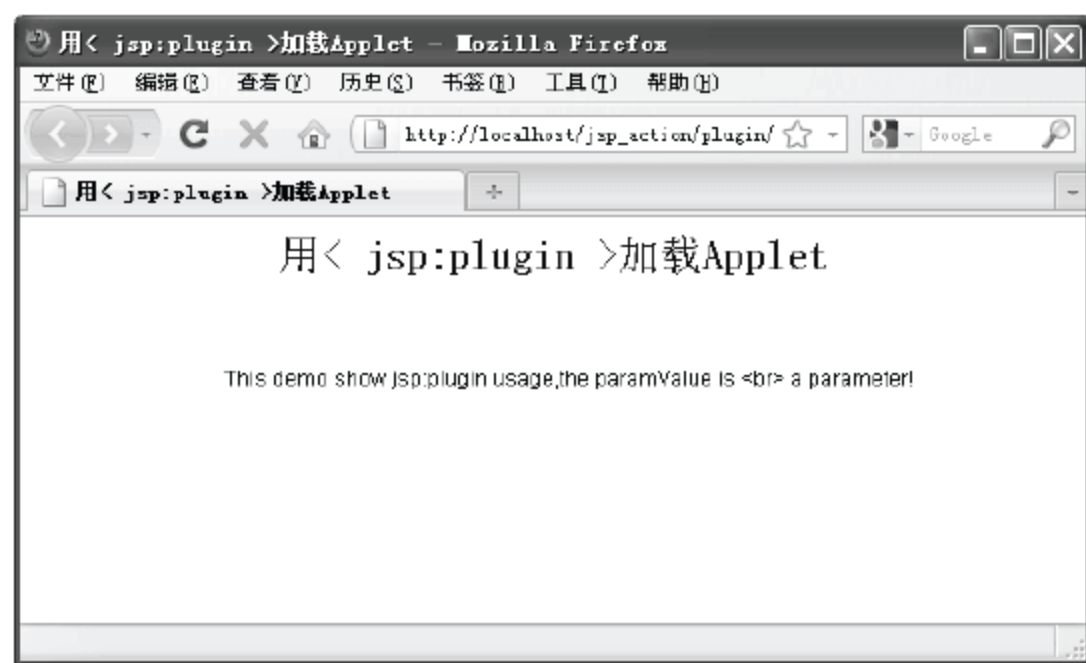 用< jsp:plugin >加载Applet - Mozilla Firefox
文件(F) 编辑(E) 查看(V) 历史(S) 书签(B) 工具(T) 帮助(H)
http://localhost/jsp_action/plugin/ Google
用< jsp:plugin >加载Applet
用< jsp:plugin >加载Applet
This demo show jsp:plugin usage,the paramValue is <br> a parameter!